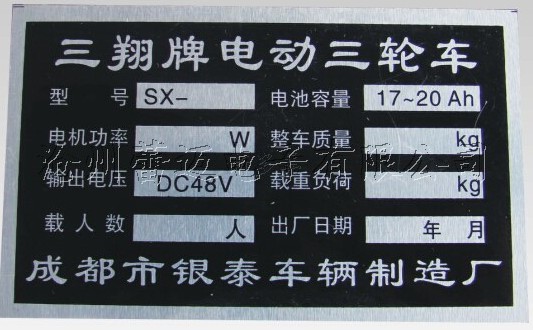 三翔牌电动三轮车
型 号 SX- 电池容量 17~20 Ah
电机功率 W 整车质量 kg
输出电压 DC48V 载重负荷 kg
载人数 人 出厂日期 年 月
成都市银泰车辆制造厂